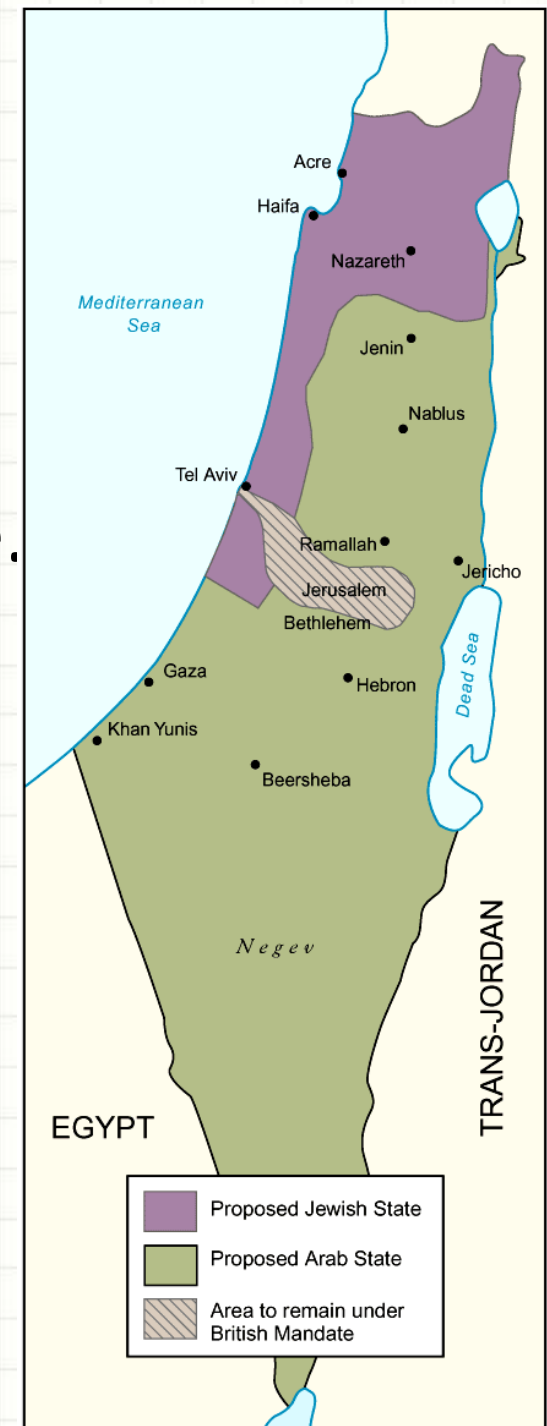 Acre
Haifa
Nazareth
Mediterranean
Sea
Jenin
Nablus
Tel Aviv
Ramallah
Jericho
Jerusalem
Bethlehem
Dead Sea
Gaza
Hebron
Khan Yunis
Beersheba
Negev
TRANS-JORDAN
EGYPT
Proposed Jewish State
Proposed Arab State
Area to remain under
British Mandate